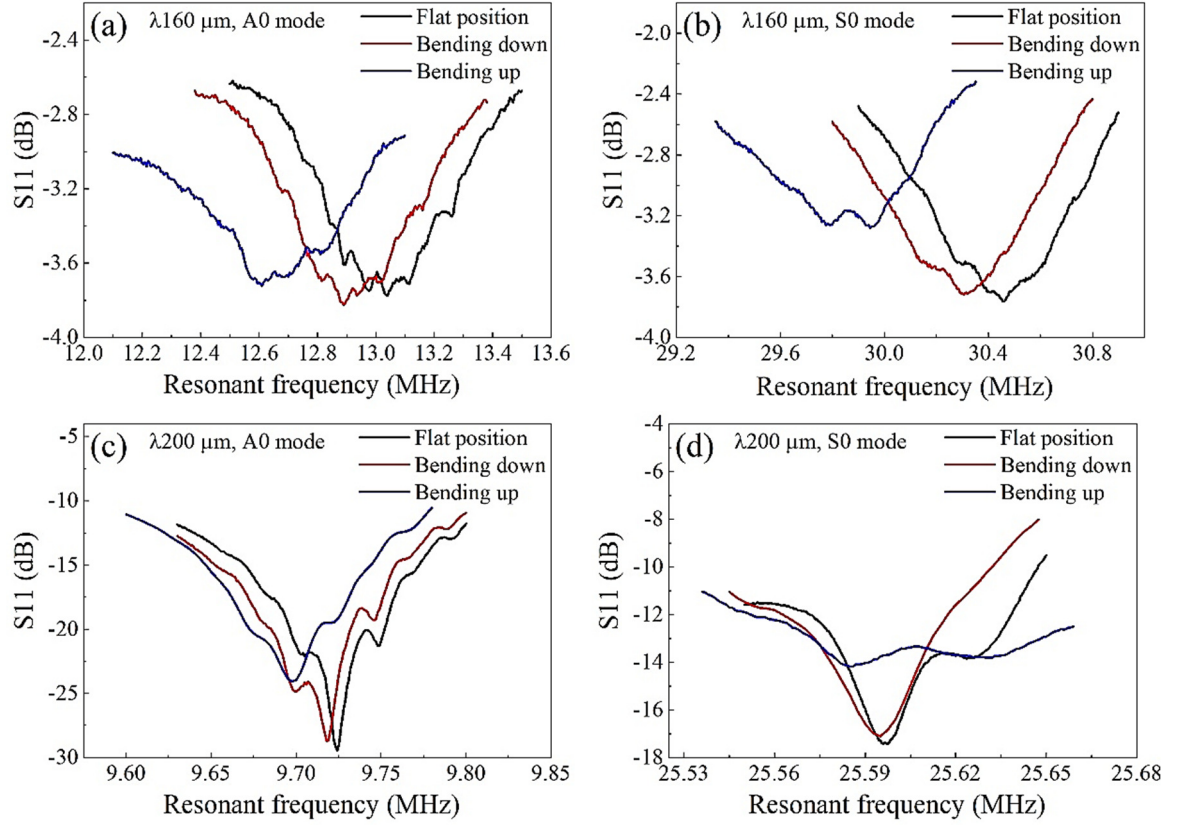 (a) λ160 μm, A0 mode
Flat position
Bending down
Bending up
-2.4
-2.8
-3.2
-3.6
-4.0
S11 (dB)
12.0 12.2 12.4 12.6 12.8 13.0 13.2 13.4 13.6
Resonant frequency (MHz)
(b) λ160 μm, S0 mode
Flat position
Bending down
Bending up
-2.0
-2.4
-2.8
-3.2
-3.6
-4.0
S11 (dB)
29.2 29.6 30.0 30.4 30.8
Resonant frequency (MHz)
(c) λ200 μm, A0 mode
Flat position
Bending down
Bending up
-5
-10
-15
-20
-25
-30
S11 (dB)
9.60 9.65 9.70 9.75 9.80 9.85
Resonant frequency (MHz)
(d) λ200 μm, S0 mode
Flat position
Bending down
Bending up
-4
-6
-8
-10
-12
-14
-16
-18
S11 (dB)
25.53 25.56 25.59 25.62 25.65 25.68
Resonant frequency (MHz)